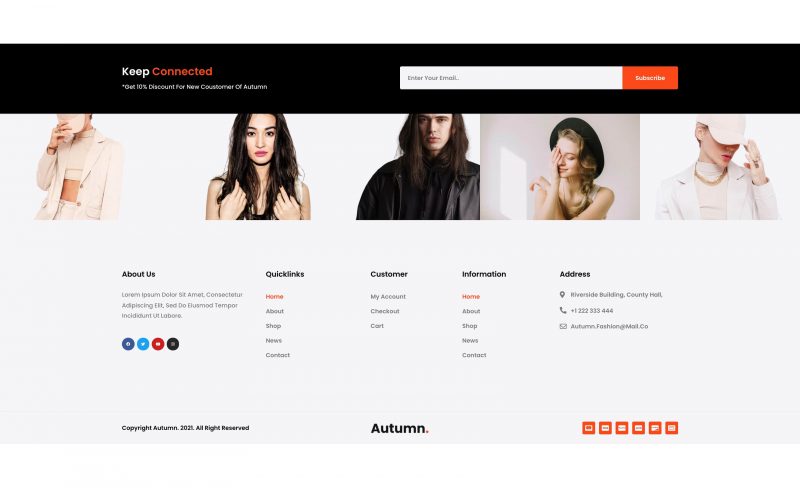 Keep Connected
*Get 10% Discount For New Coustomer Of Autumn
Enter Your Email..
Subscribe
About Us
Lorem Ipsum Dolor Sit Amet, Consectetur
Adipiscing Elit, Sed Do Eiusmod Tempor
Incididunt Ut Labore.
Quicklinks
Home
About
Shop
News
Contact
Customer
My Account
Checkout
Cart
Information
Home
About
Shop
News
Contact
Address
Riverside Building, County Hall,
+1 222 333 444
Autumn.Fashion@Mail.Co
Copyright Autumn. 2021. All Right Reserved
Autumn.